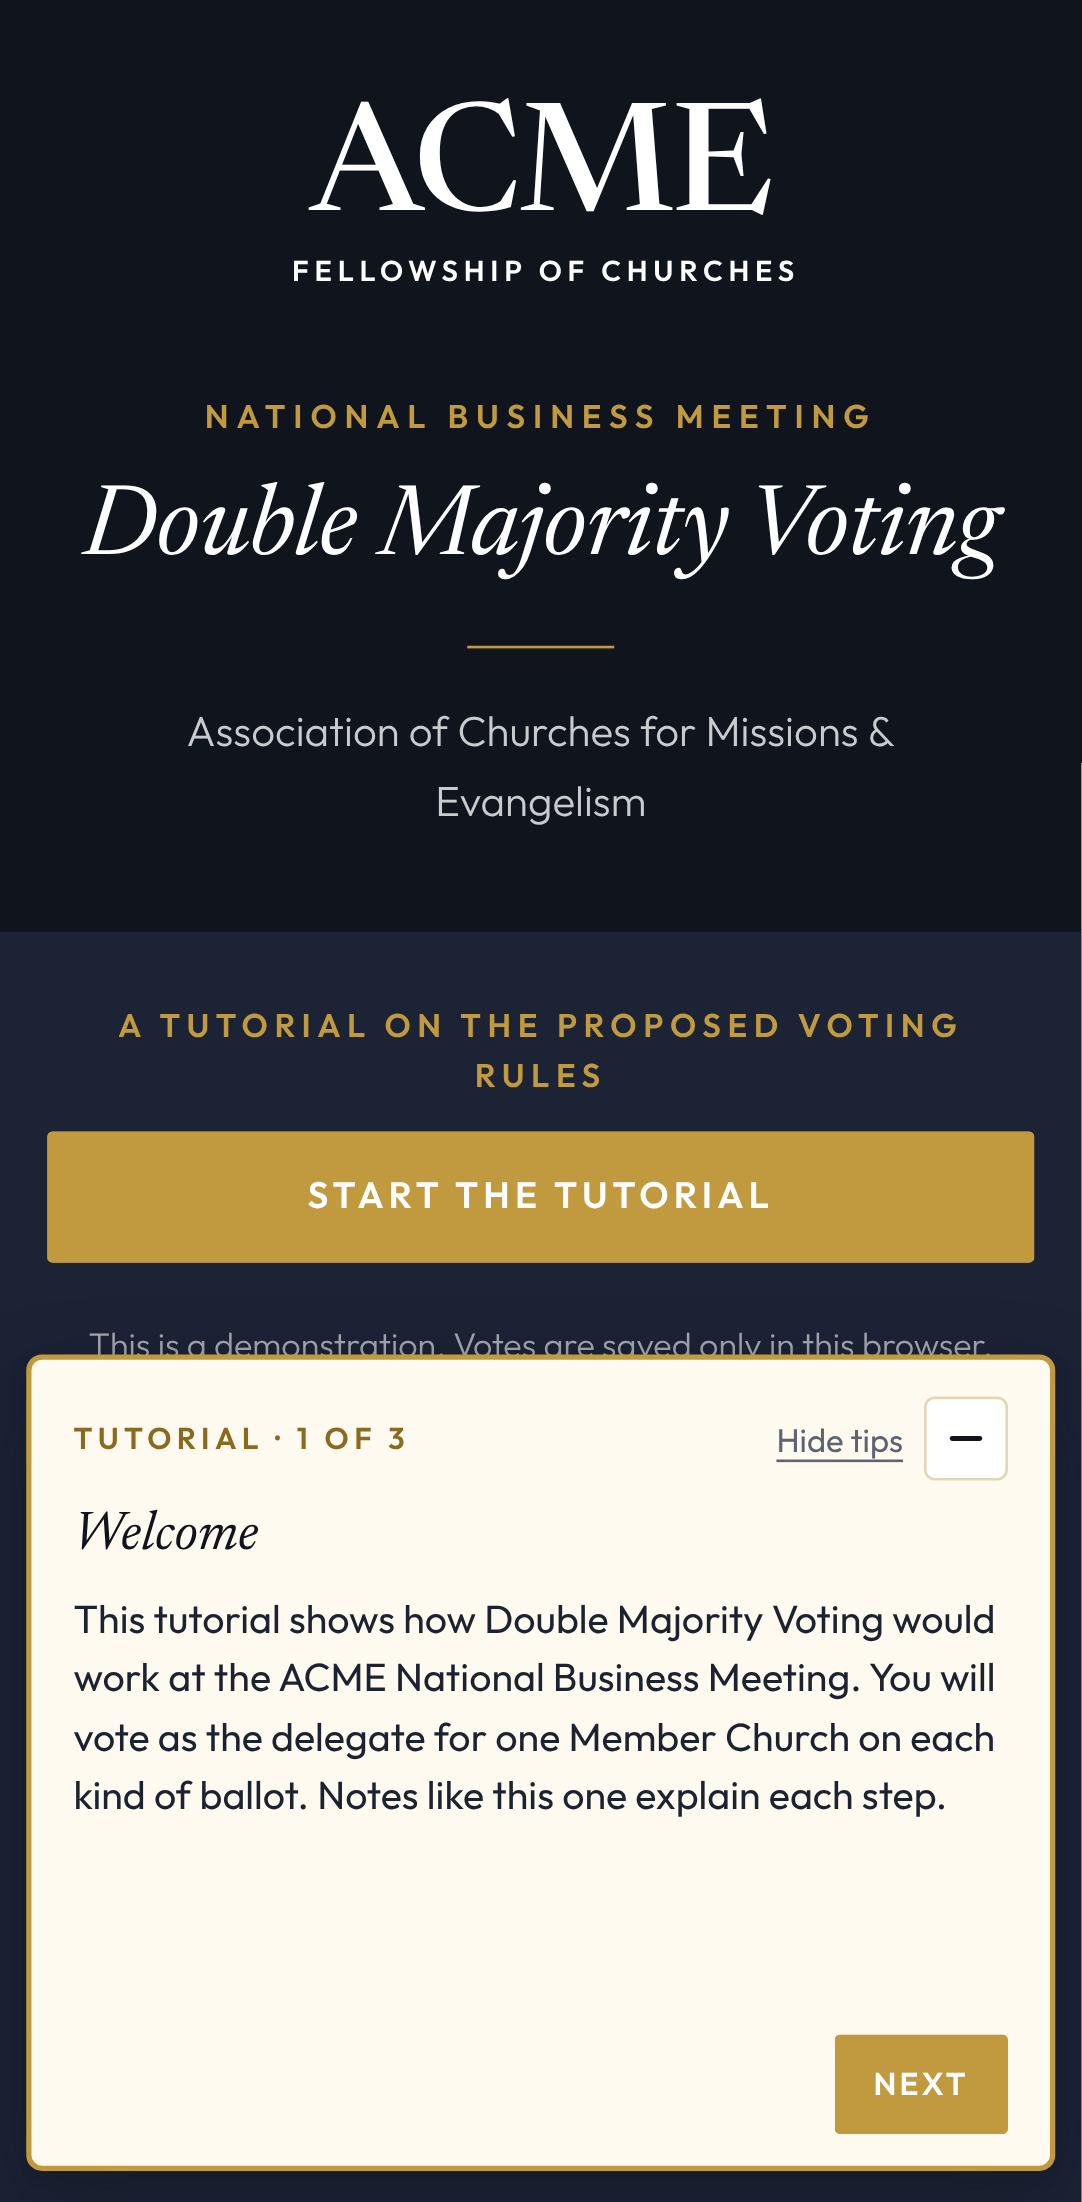 ACME
FELLOWSHIP OF CHURCHES
NATIONAL BUSINESS MEETING
Double Majority Voting
Association of Churches for Missions &
Evangelism
A TUTORIAL ON THE PROPOSED VOTING
RULES
START THE TUTORIAL
This is a demonstration. Votes are saved only in this browser.
TUTORIAL · 1 OF 3
Hide tips
Welcome
This tutorial shows how Double Majority Voting would
work at the ACME National Business Meeting. You will
vote as the delegate for one Member Church on each
kind of ballot. Notes like this one explain each step.
NEXT